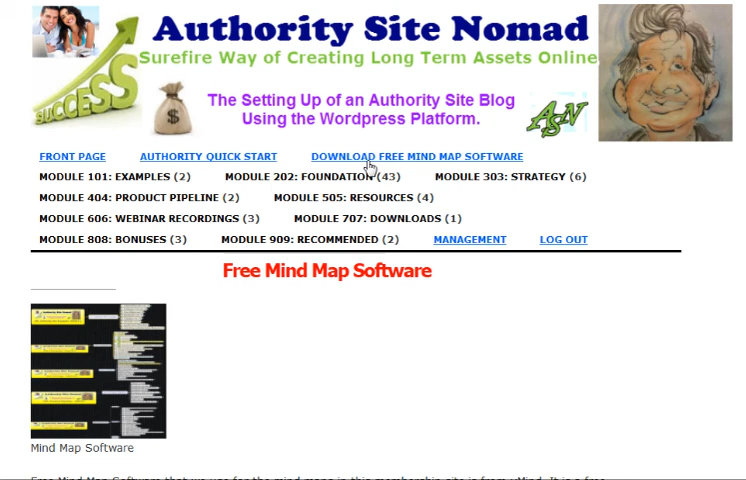 Authority Site Nomad
Surefire Way of Creating Long Term Assets Online
SUCCESS
$
The Setting Up of an Authority Site Blog
Using the Wordpress Platform.
ASN
FRONT PAGE AUTHORITY QUICK START DOWNLOAD FREE MIND MAP SOFTWARE
MODULE 101: EXAMPLES (2) MODULE 202: FOUNDATION (43) MODULE 303: STRATEGY (6)
MODULE 404: PRODUCT PIPELINE (2) MODULE 505: RESOURCES (4)
MODULE 606: WEBINAR RECORDINGS (3) MODULE 707: DOWNLOADS (1)
MODULE 808: BONUSES (3) MODULE 909: RECOMMENDED (2) MANAGEMENT LOG OUT
Free Mind Map Software
Mind Map Software
Free Mind Map Software that we use for the mind maps in this membership site is from xMind. It is a free